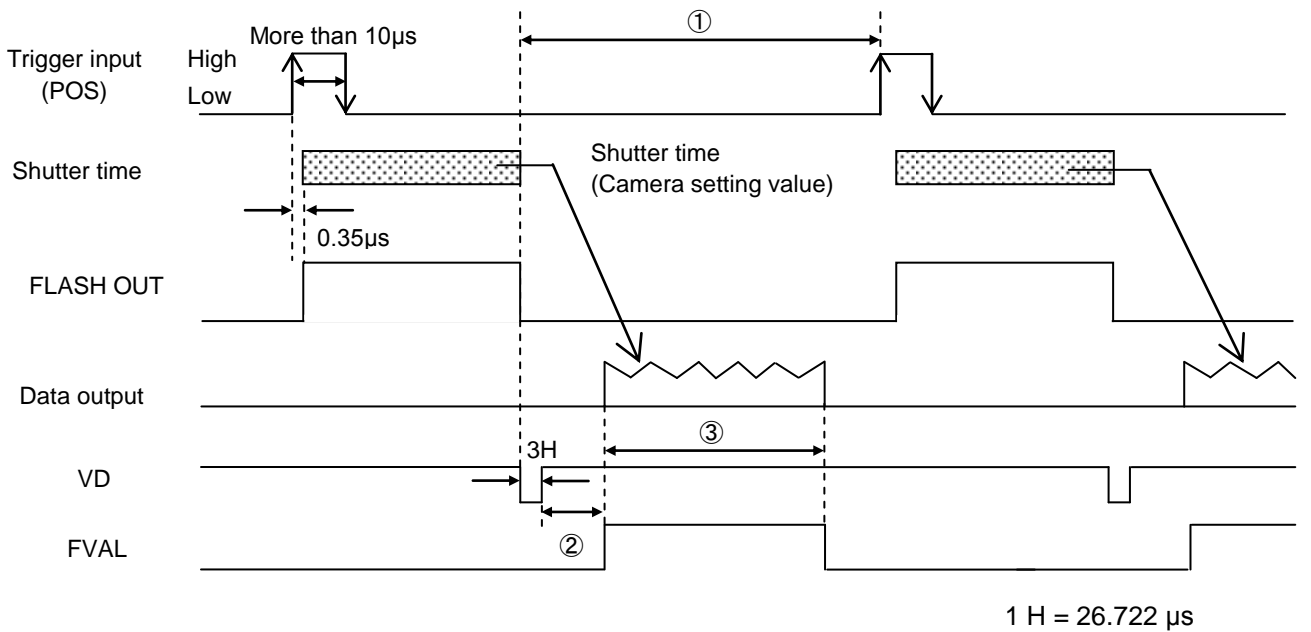 ①
More than 10µs
Trigger input
(POS)
High
Low
Shutter time
Shutter time
(Camera setting value)
0.35µs
FLASH OUT
Data output
③
3H
VD
②
FVAL
1 H = 26.722 µs